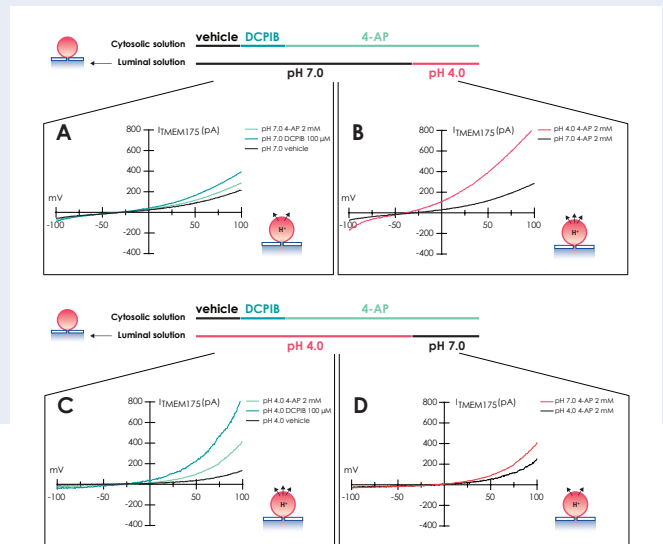 vehicle DCPIB 4-AP
Cytosolic solution
Luminal solution
pH 7.0 pH 4.0
A
ITMEM175(pA)
pH 7.0 4-AP 2 mM
pH 7.0 DCPIB 100 µM
pH 7.0 vehicle
800
600
400
200
mV
-100 -50 50 100
-200
-400
H⁺
B
ITMEM175(pA)
pH 4.0 4-AP 2 mM
pH 7.0 4-AP 2 mM
800
600
400
200
mV
-100 -50 50 100
-200
-400
H⁺
vehicle DCPIB 4-AP
Cytosolic solution
Luminal solution
pH 4.0 pH 7.0
C
ITMEM175(pA)
pH 4.0 4-AP 2 mM
pH 4.0 DCPIB 100 µM
pH 4.0 vehicle
800
600
400
200
mV
-100 -50 50 100
-200
-400
H⁺
D
ITMEM175(pA)
pH 7.0 4-AP 2 mM
pH 4.0 4-AP 2 mM
800
600
400
200
mV
-100 -50 50 100
-200
-400
H⁺